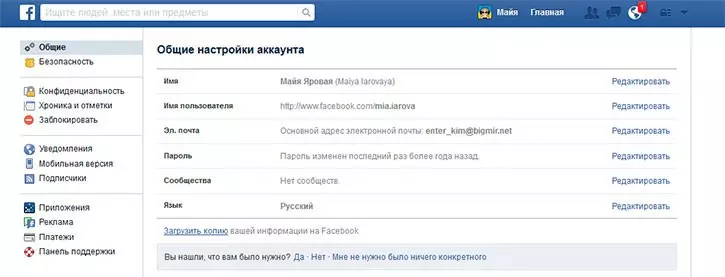 f Ищите людей, места или предметы Майя Главная 1
Общие
Безопасность
Конфиденциальность
Хроника и отметки
Заблокировать
Уведомления
Мобильная версия
Подписчики
Приложения
Реклама
Платежи
Панель поддержки
Общие настройки аккаунта
Имя Майя Яровая (Maiya Iarovaya) Редактировать
Имя пользователя http://www.facebook.com/mia.iarova Редактировать
Эл. почта Основной адрес электронной почты: enter_kim@bigmir.net Редактировать
Пароль Пароль изменен последний раз более года назад. Редактировать
Сообщества Нет сообществ. Редактировать
Язык Русский Редактировать
Загрузить копию вашей информации на Facebook
Вы нашли, что вам было нужно? Да · Нет · Мне не нужно было ничего конкретного